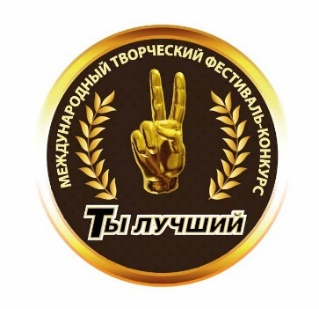 МЕЖДУНАРОДНЫЙ ТВОРЧЕСКИЙ ФЕСТИВАЛЬ-КОНКУРС
Ты лучший